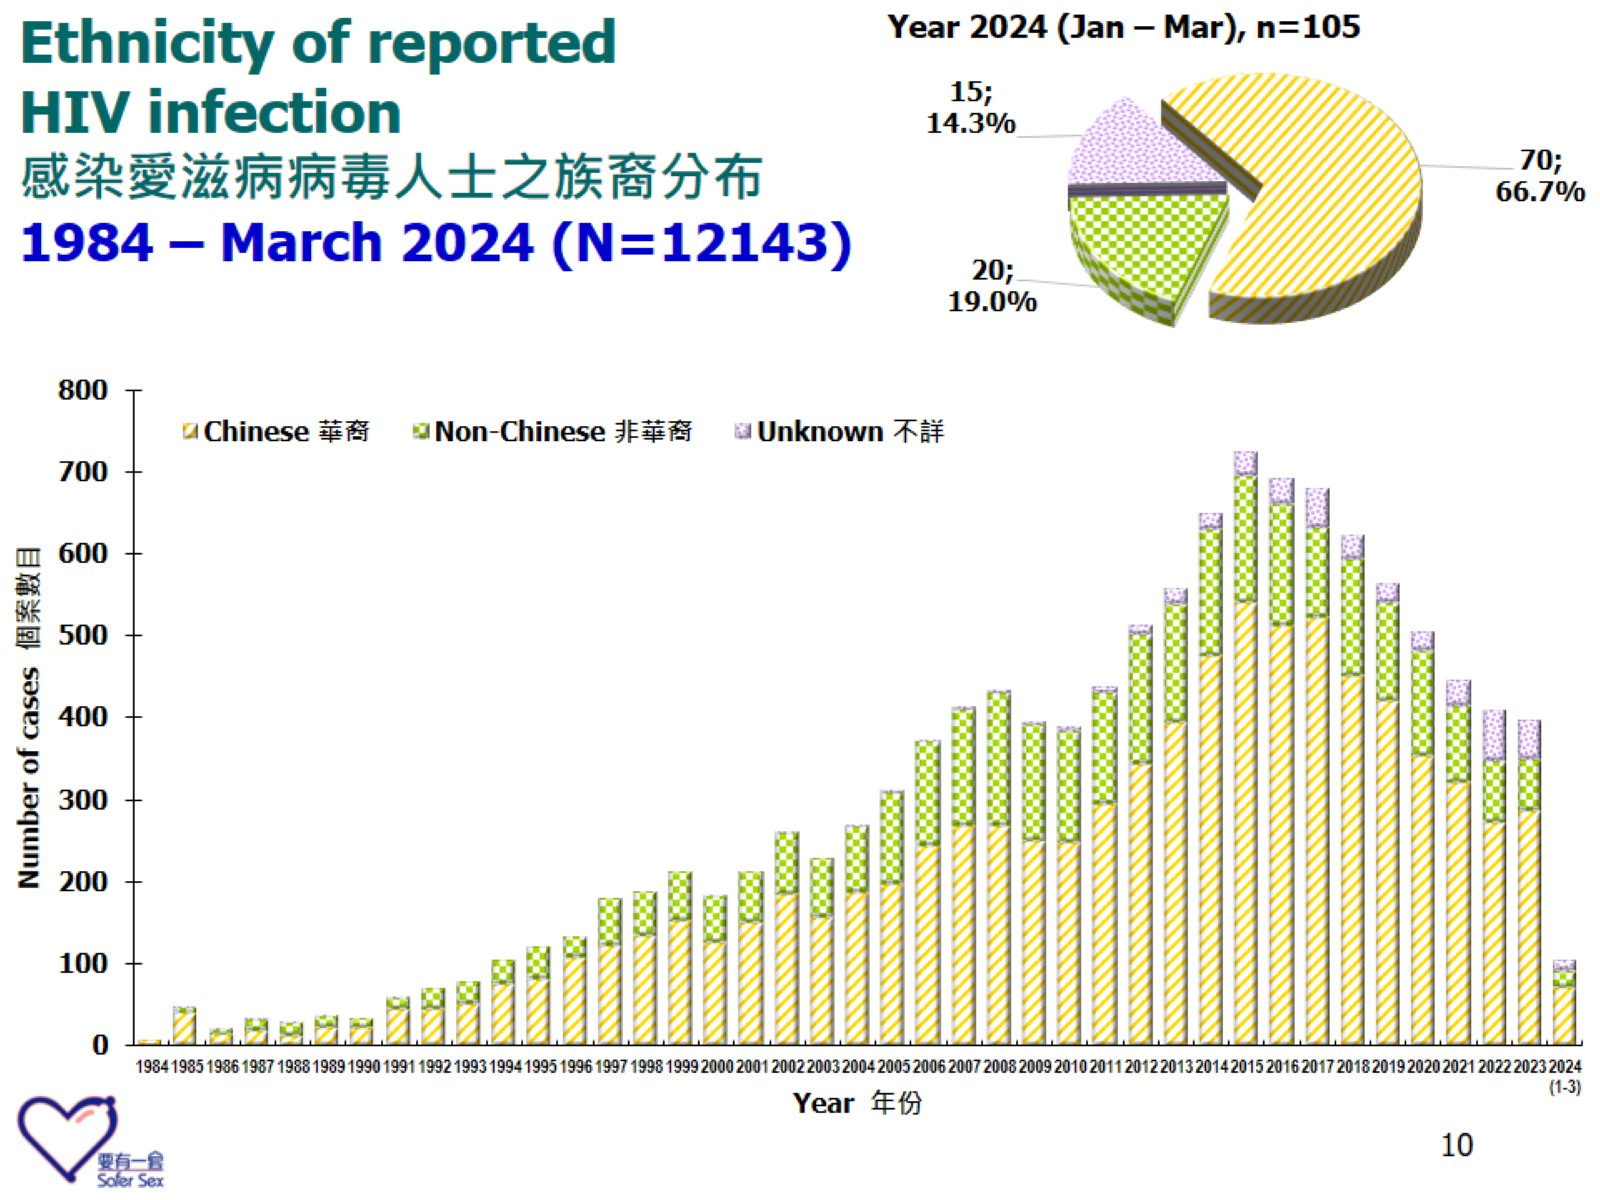 Ethnicity of reported
HIV infection
感染愛滋病病毒人士之族裔分布
1984 – March 2024 (N=12143)
Year 2024 (Jan – Mar), n=105
15;
14.3%
70;
66.7%
20;
19.0%
Chinese 華裔 Non-Chinese 非華裔 Unknown 不詳
Number of cases 個案數目
800
700
600
500
400
300
200
100
0
1984 1985 1986 1987 1988 1989 1990 1991 1992 1993 1994 1995 1996 1997 1998 1999 2000 2001 2002 2003 2004 2005 2006 2007 2008 2009 2010 2011 2012 2013 2014 2015 2016 2017 2018 2019 2020 2021 2022 2023 2024
(1-3)
Year 年份
要有一套
Safer Sex
10